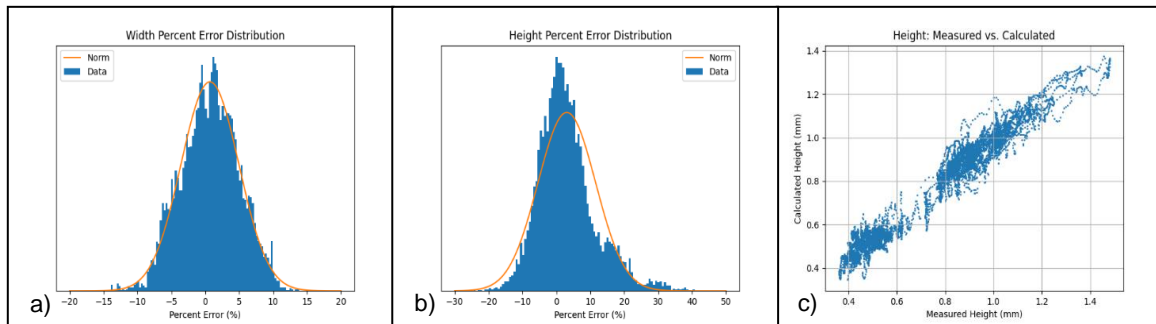 Width Percent Error Distribution
Norm
Data
−20 −15 −10 −5 0 5 10 15 20
Percent Error (%)
a)
Height Percent Error Distribution
Norm
Data
−30 −20 −10 0 10 20 30 40 50
Percent Error (%)
b)
Height: Measured vs. Calculated
1.4
1.2
1.0
0.8
0.6
0.4
Calculated Height (mm)
0.4 0.6 0.8 1.0 1.2 1.4
Measured Height (mm)
c)